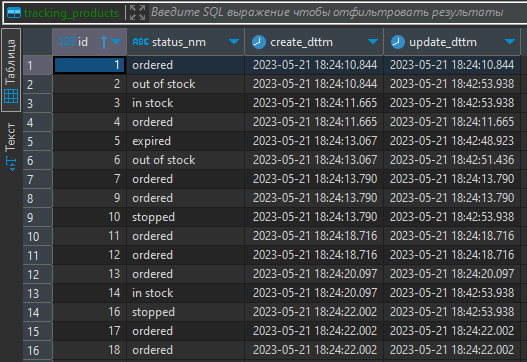 tracking_products Введите SQL выражение чтобы отфильтровать результаты
Таблица
Текст
123 id ABC status_nm create_dttm update_dttm
1 1 ordered 2023-05-21 18:24:10.844 2023-05-21 18:24:10.844
2 2 out of stock 2023-05-21 18:24:10.844 2023-05-21 18:42:53.938
3 3 in stock 2023-05-21 18:24:11.665 2023-05-21 18:42:53.938
4 4 ordered 2023-05-21 18:24:11.665 2023-05-21 18:24:11.665
5 5 expired 2023-05-21 18:24:13.067 2023-05-21 18:42:48.923
6 6 out of stock 2023-05-21 18:24:13.067 2023-05-21 18:42:51.436
7 7 ordered 2023-05-21 18:24:13.790 2023-05-21 18:24:13.790
8 9 ordered 2023-05-21 18:24:13.790 2023-05-21 18:24:13.790
9 10 stopped 2023-05-21 18:24:13.790 2023-05-21 18:42:53.938
10 11 ordered 2023-05-21 18:24:18.716 2023-05-21 18:24:18.716
11 12 ordered 2023-05-21 18:24:18.716 2023-05-21 18:24:18.716
12 13 ordered 2023-05-21 18:24:20.097 2023-05-21 18:24:20.097
13 14 in stock 2023-05-21 18:24:20.097 2023-05-21 18:42:53.938
14 16 stopped 2023-05-21 18:24:22.002 2023-05-21 18:42:53.938
15 17 ordered 2023-05-21 18:24:22.002 2023-05-21 18:24:22.002
16 18 ordered 2023-05-21 18:24:22.002 2023-05-21 18:24:22.002